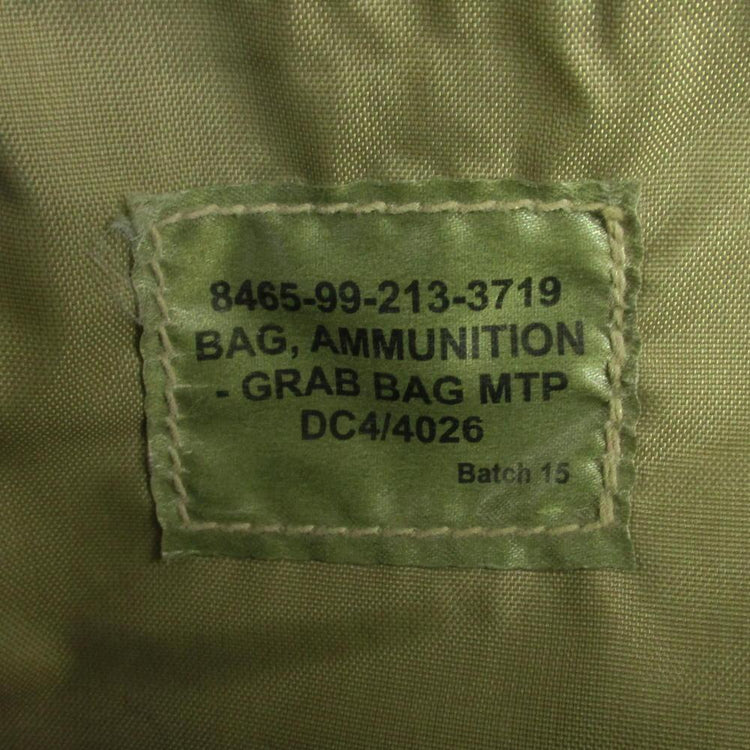 8465-99-213-3719
BAG, AMMUNITION
- GRAB BAG MTP
DC4/4026
Batch 15